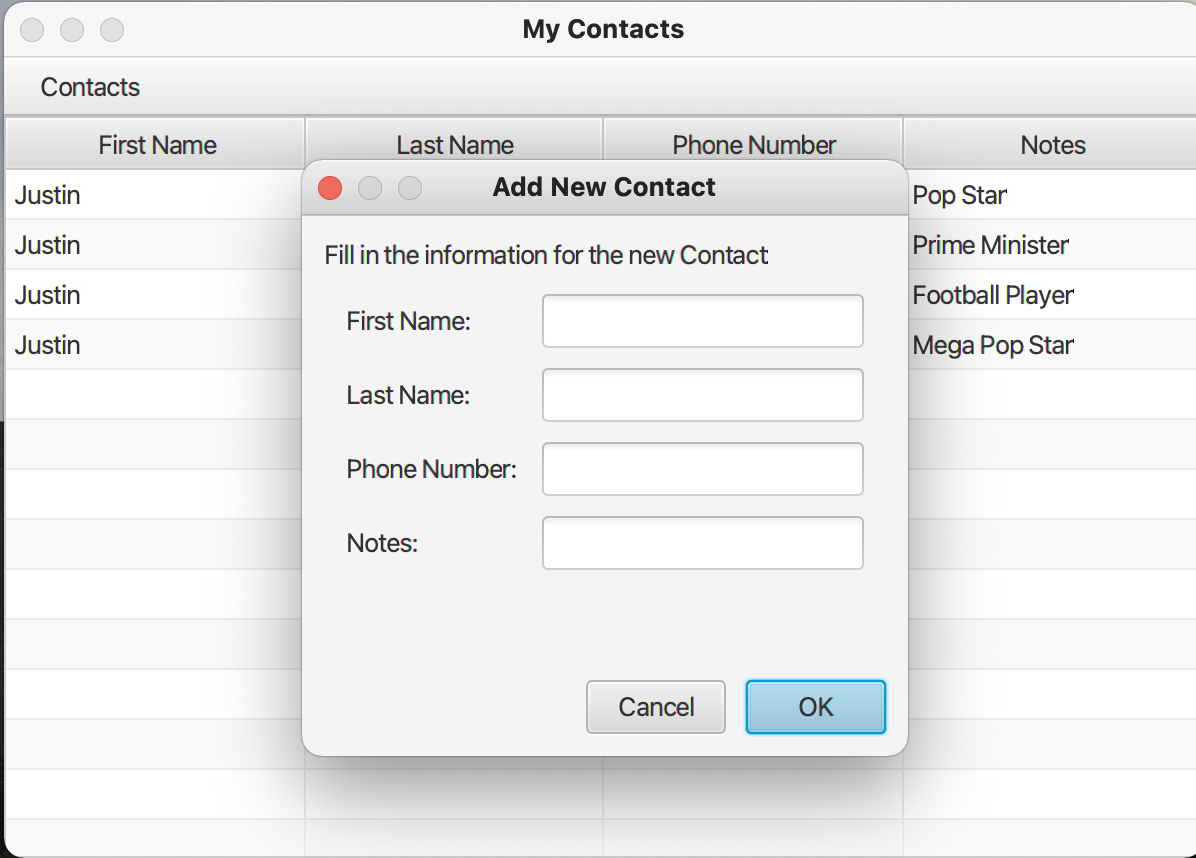 My Contacts
Contacts
First Name Last Name Phone Number Notes
Justin Pop Star
Justin Prime Minister
Justin Football Player
Justin Mega Pop Star
Add New Contact
Fill in the information for the new Contact
First Name:
Last Name:
Phone Number:
Notes:
Cancel OK